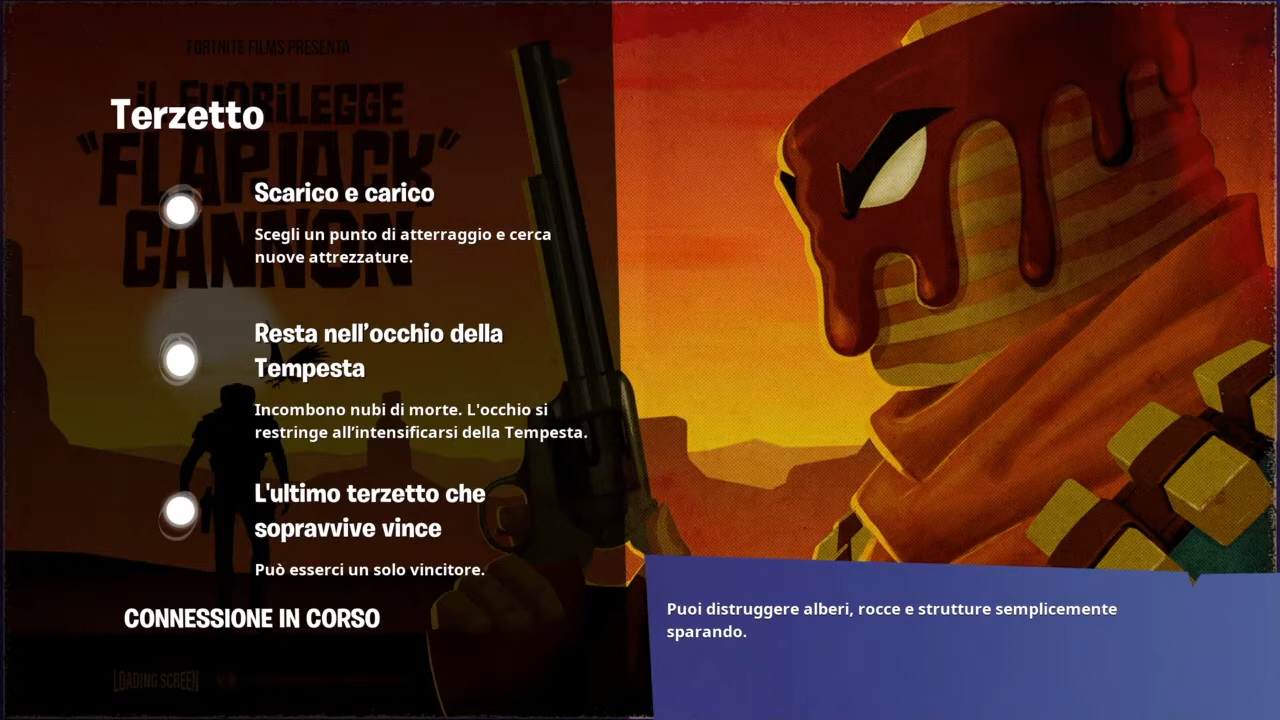 FORTNITE FILMS PRESENTA
iL FUORiLEGGE
"FLAPJACK"
CANNON
Terzetto
Scarico e carico
Scegli un punto di atterraggio e cerca
nuove attrezzature.
Resta nell'occhio della
Tempesta
Incombono nubi di morte. L'occhio si
restringe all'intensificarsi della Tempesta.
L'ultimo terzetto che
sopravvive vince
Può esserci un solo vincitore.
CONNESSIONE IN CORSO
LOADING SCREEN
Puoi distruggere alberi, rocce e strutture semplicemente
sparando.